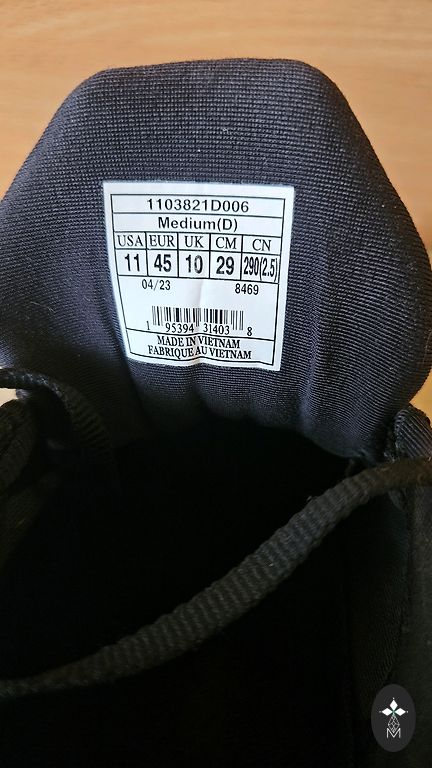 1103821D006
Medium(D)
USA EUR UK CM CN
11 45 10 29 290(2.5)
04/23 8469
1 95394 31403 8
MADE IN VIETNAM
FABRIQUE AU VIETNAM
M